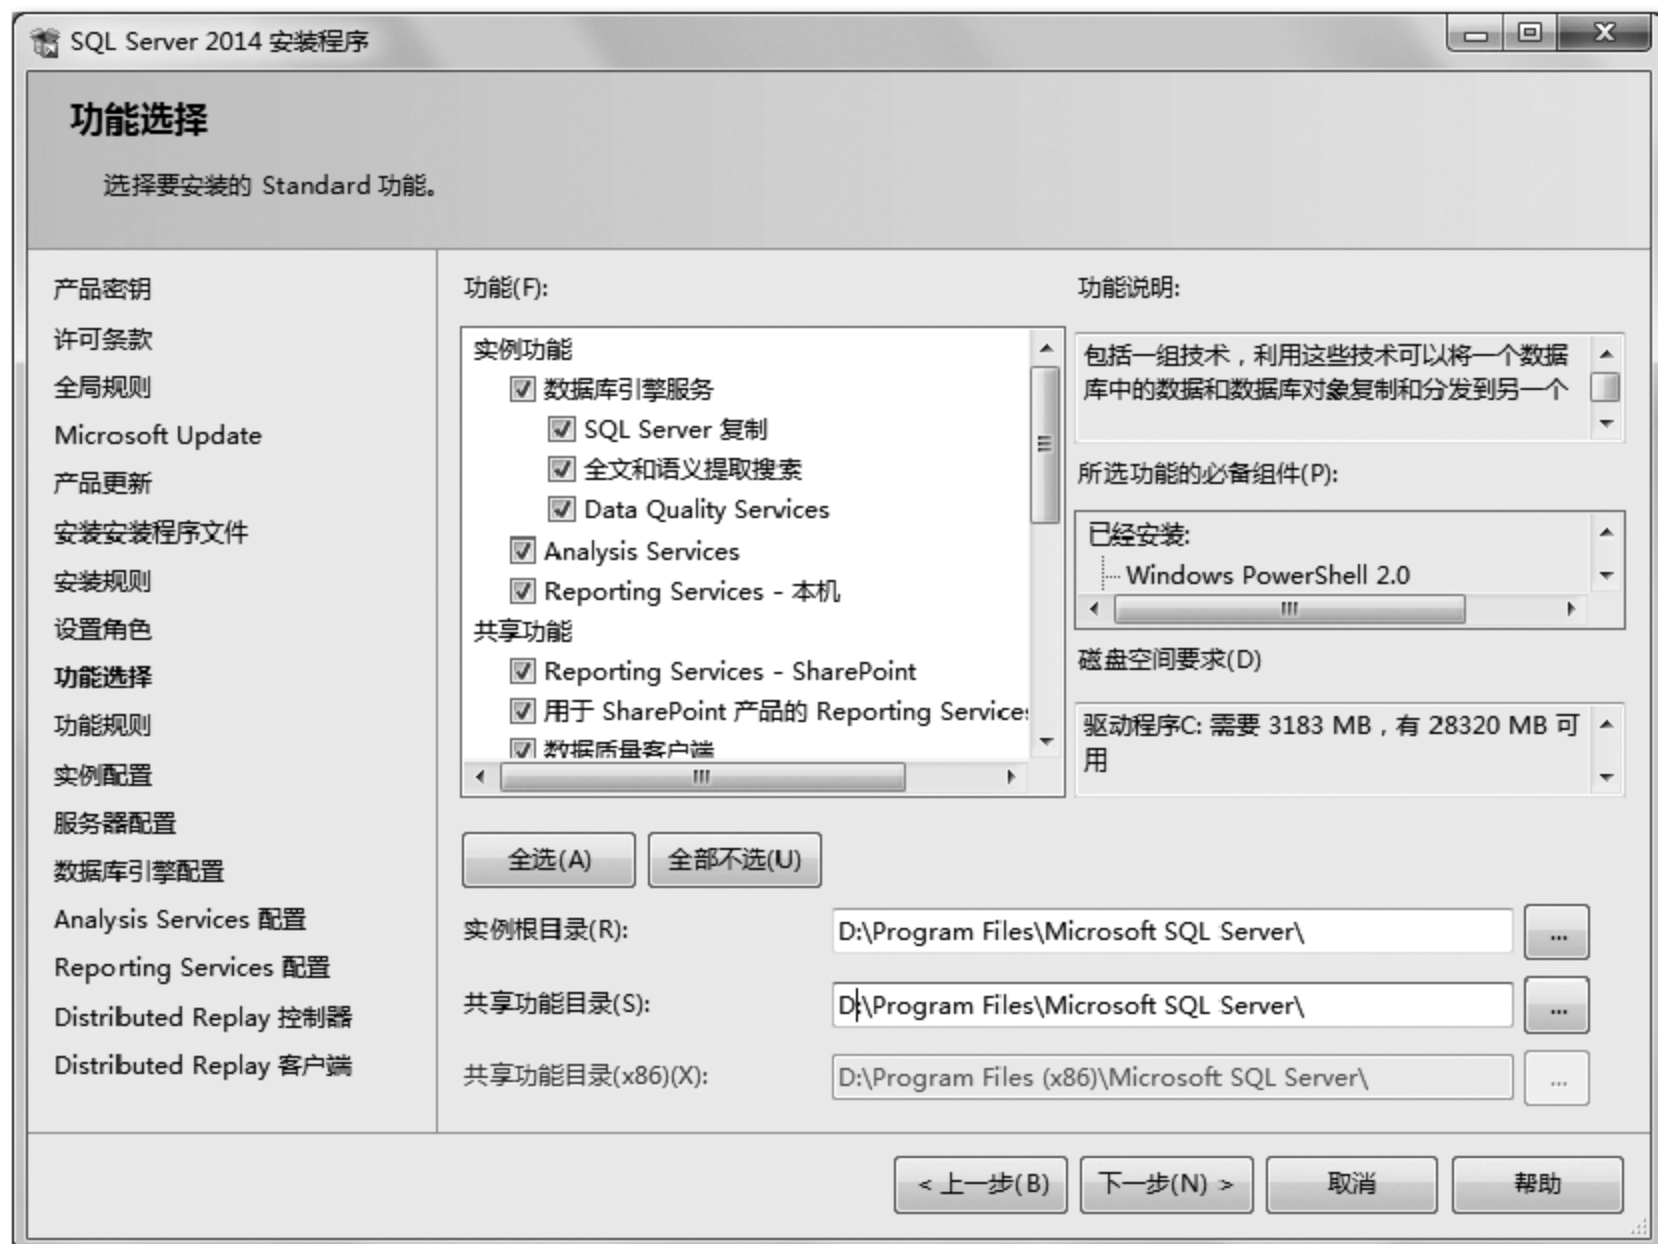 SQL Server 2014 安装程序
功能选择
选择要安装的 Standard 功能。
产品密钥
许可条款
全局规则
Microsoft Update
产品更新
安装安装程序文件
安装规则
设置角色
功能选择
功能规则
实例配置
服务器配置
数据库引擎配置
Analysis Services 配置
Reporting Services 配置
Distributed Replay 控制器
Distributed Replay 客户端
功能(F):
实例功能
数据库引擎服务
SQL Server 复制
全文和语义提取搜索
Data Quality Services
Analysis Services
Reporting Services - 本机
共享功能
Reporting Services - SharePoint
用于 SharePoint 产品的 Reporting Services
数据质量客户端
功能说明:
包括一组技术，利用这些技术可以将一个数据
库中的数据和数据库对象复制和分发到另一个
所选功能的必备组件(P):
已经安装:
Windows PowerShell 2.0
磁盘空间要求(D)
驱动程序C: 需要 3183 MB，有 28320 MB 可
用
全选(A)
全部不选(U)
实例根目录(R):
D:\Program Files\Microsoft SQL Server\
...
共享功能目录(S):
D:\Program Files\Microsoft SQL Server\
...
共享功能目录(x86)(X):
D:\Program Files (x86)\Microsoft SQL Server\
...
< 上一步(B)
下一步(N) >
取消
帮助